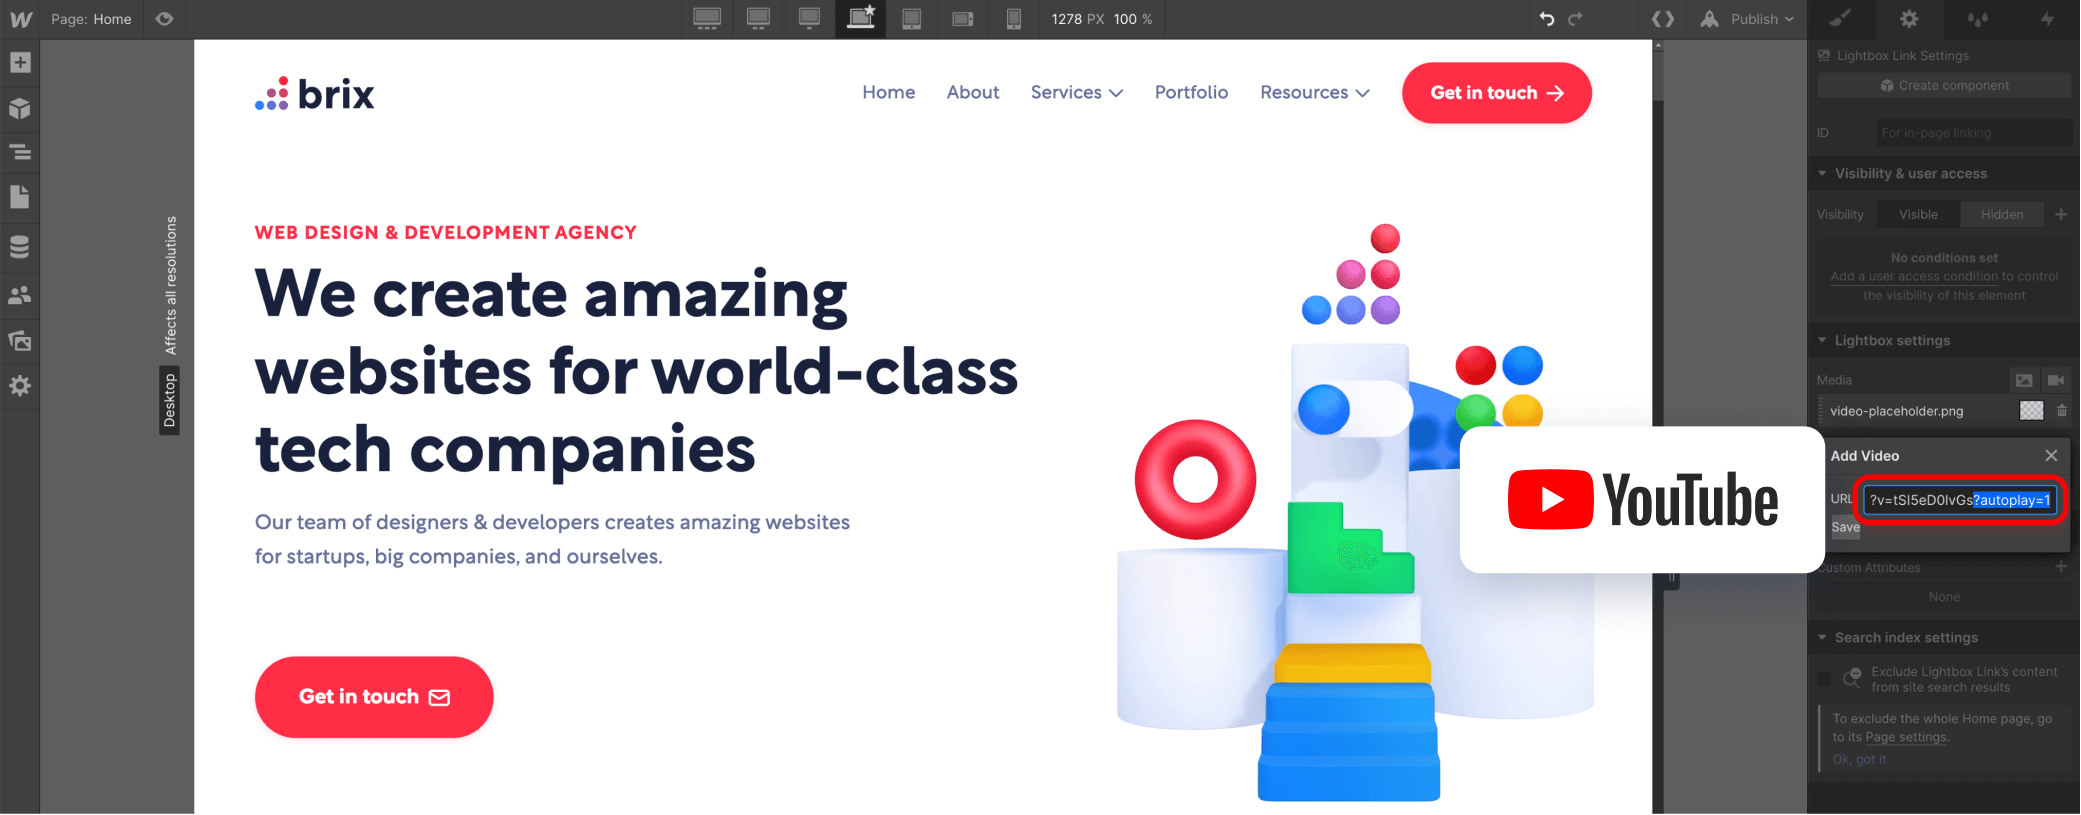 Page: Home
1278 PX 100 %
Publish
Affects all resolutions
Desktop
brix
Home
About
Services
Portfolio
Resources
Get in touch
WEB DESIGN & DEVELOPMENT AGENCY
We create amazing
websites for world-class
tech companies
Our team of designers & developers creates amazing websites
for startups, big companies, and ourselves.
Get in touch
YouTube
Lightbox Link Settings
Create component
ID
For in-page linking
Visibility & user access
Visibility
Visible
Hidden
No conditions set
Add a user access condition to control
the visibility of this element
Lightbox settings
Media
video-placeholder.png
Add Video
URL
?v=tSI5eD0lvGs?autoplay=1
Save
Custom Attributes
None
Search index settings
Exclude Lightbox Link's content
from site search results
To exclude the whole Home page, go
to its Page settings.
Ok, got it